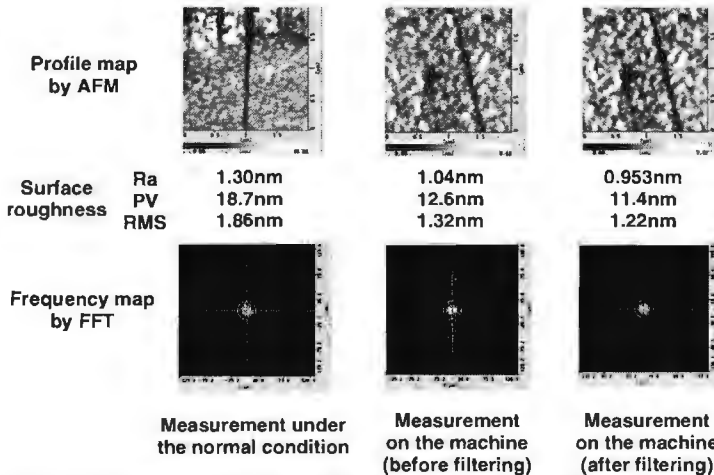 Profile map
by AFM
Surface
roughness
Ra 1.30nm 1.04nm 0.953nm
PV 18.7nm 12.6nm 11.4nm
RMS 1.86nm 1.32nm 1.22nm
Frequency map
by FFT
Measurement under
the normal condition
Measurement
on the machine
(before filtering)
Measurement
on the machine
(after filtering)